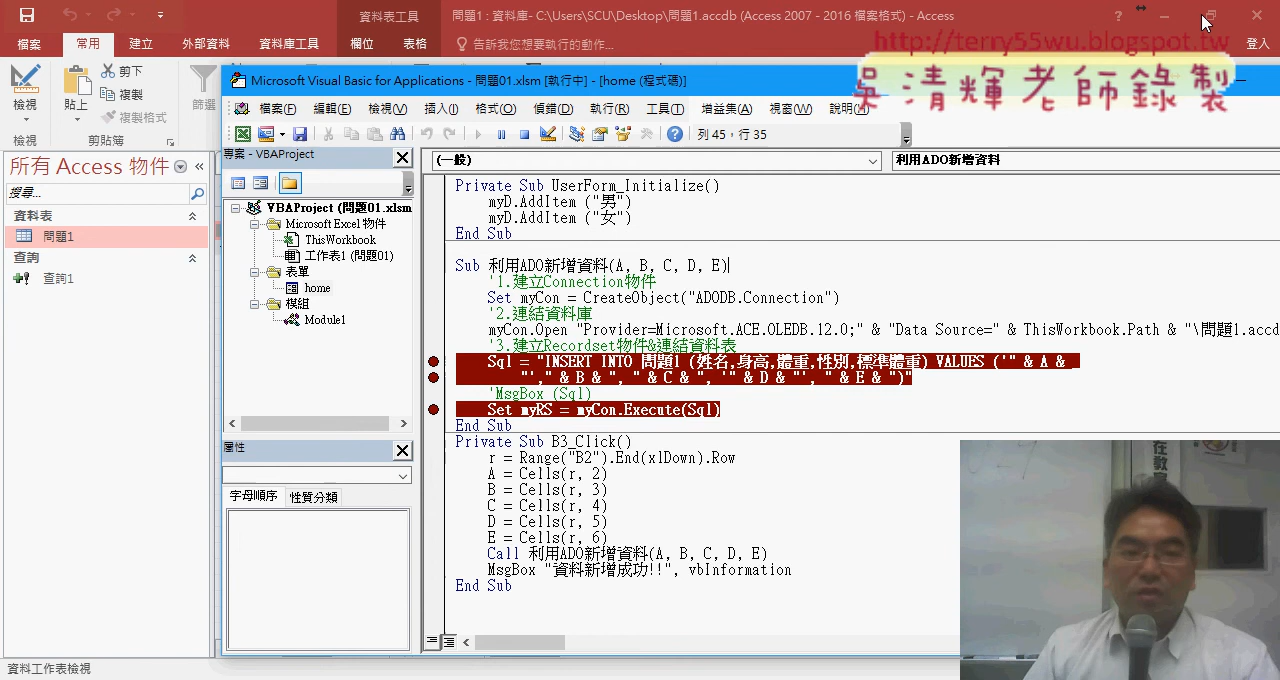 資料表工具
問題1 : 資料庫- C:\Users\SCU\Desktop\問題1.accdb (Access 2007 - 2016 檔案格式) - Access
檔案 常用 建立 外部資料 資料庫工具 欄位 表格 告訴我您想要執行的動作... 登入
http://terry55wu.blogspot.tw
吳清輝老師錄製
檢視 貼上 剪下 複製 複製格式 篩選
檢視 剪貼簿
所有 Access 物件
搜尋...
資料表
問題1
查詢
查詢1
Microsoft Visual Basic for Applications - 問題01.xlsm [執行中] - [home (程式碼)]
檔案(F) 編輯(E) 檢視(V) 插入(I) 格式(O) 偵錯(D) 執行(R) 工具(T) 增益集(A) 視窗(W) 說明(H)
列 45，行 35
專案 - VBAProject
VBAProject (問題01.xlsm
Microsoft Excel 物件
ThisWorkbook
工作表1 (問題01)
表單
home
模組
Module1
屬性
字母順序 性質分類
(一般) 利用ADO新增資料
Private Sub UserForm_Initialize()
myD.AddItem ("男")
myD.AddItem ("女")
End Sub
Sub 利用ADO新增資料(A, B, C, D, E)
'1.建立Connection物件
Set myCon = CreateObject("ADODB.Connection")
'2.連結資料庫
myCon.Open "Provider=Microsoft.ACE.OLEDB.12.0;" & "Data Source=" & ThisWorkbook.Path & "\問題1.accd
'3.建立Recordset物件&連結資料表
Sql = "INSERT INTO 問題1 (姓名,身高,體重,性別,標準體重) VALUES ('" & A & _
"'," & B & ", " & C & ", '" & D & "', " & E & ")"
'MsgBox (Sql)
Set myRS = myCon.Execute(Sql)
End Sub
Private Sub B3_Click()
r = Range("B2").End(xlDown).Row
A = Cells(r, 2)
B = Cells(r, 3)
C = Cells(r, 4)
D = Cells(r, 5)
E = Cells(r, 6)
Call 利用ADO新增資料(A, B, C, D, E)
MsgBox "資料新增成功!!", vbInformation
End Sub
資料工作表檢視